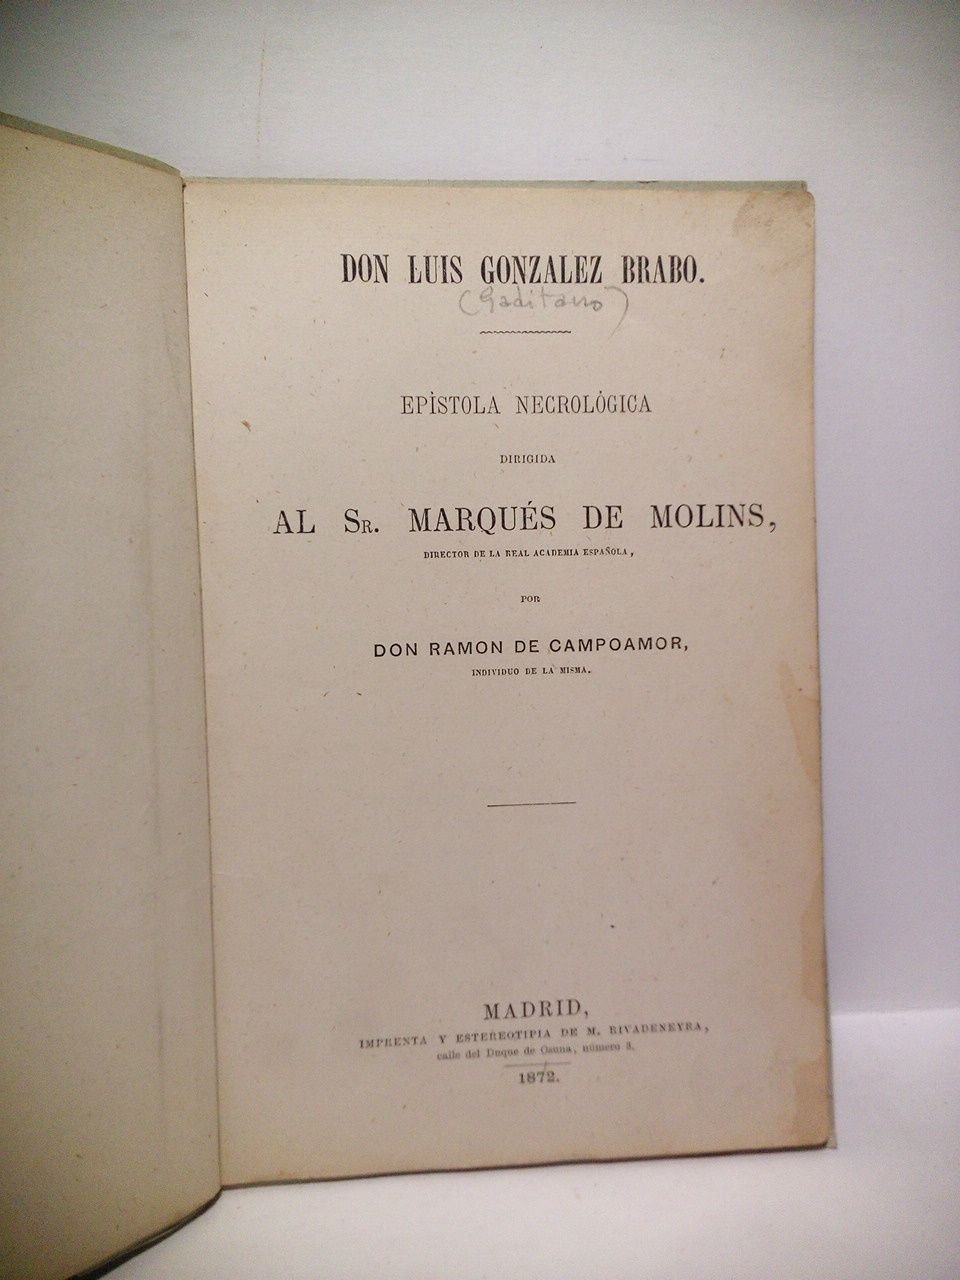 DON LUIS GONZALEZ BRABO.
(Gaditano)
EPÍSTOLA NECROLÓGICA
DIRIGIDA
AL SR. MARQUÉS DE MOLINS,
DIRECTOR DE LA REAL ACADEMIA ESPAÑOLA,
POR
DON RAMON DE CAMPOAMOR,
INDIVIDUO DE LA MISMA.
MADRID,
IMPRENTA Y ESTEREOTIPIA DE M. RIVADENEYRA,
calle del Duque de Osuna, número 3.
1872.